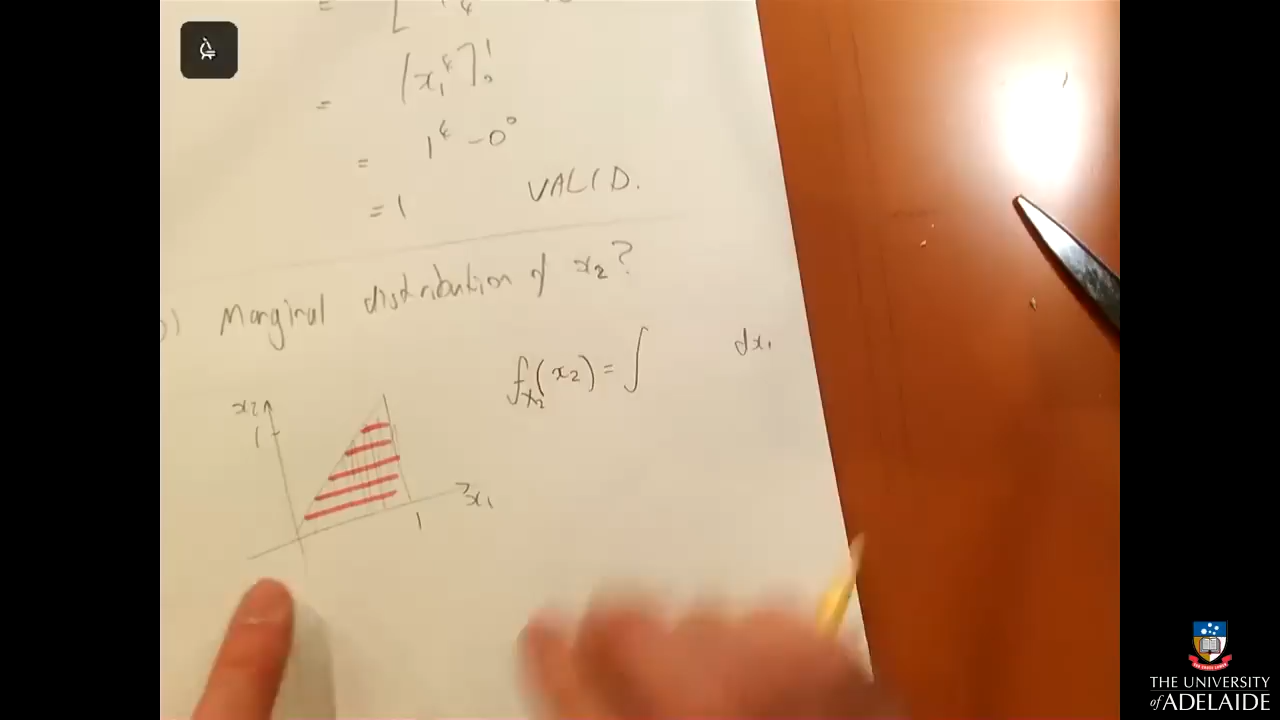 = [
= [x₁⁴]₀¹
= 1⁴ - 0⁰
= 1 VALID.
b) Marginal distribution of x₂?
f_X₂(x₂) = ∫ dx₁
x₂
1
x₁
1
THE UNIVERSITY
of ADELAIDE